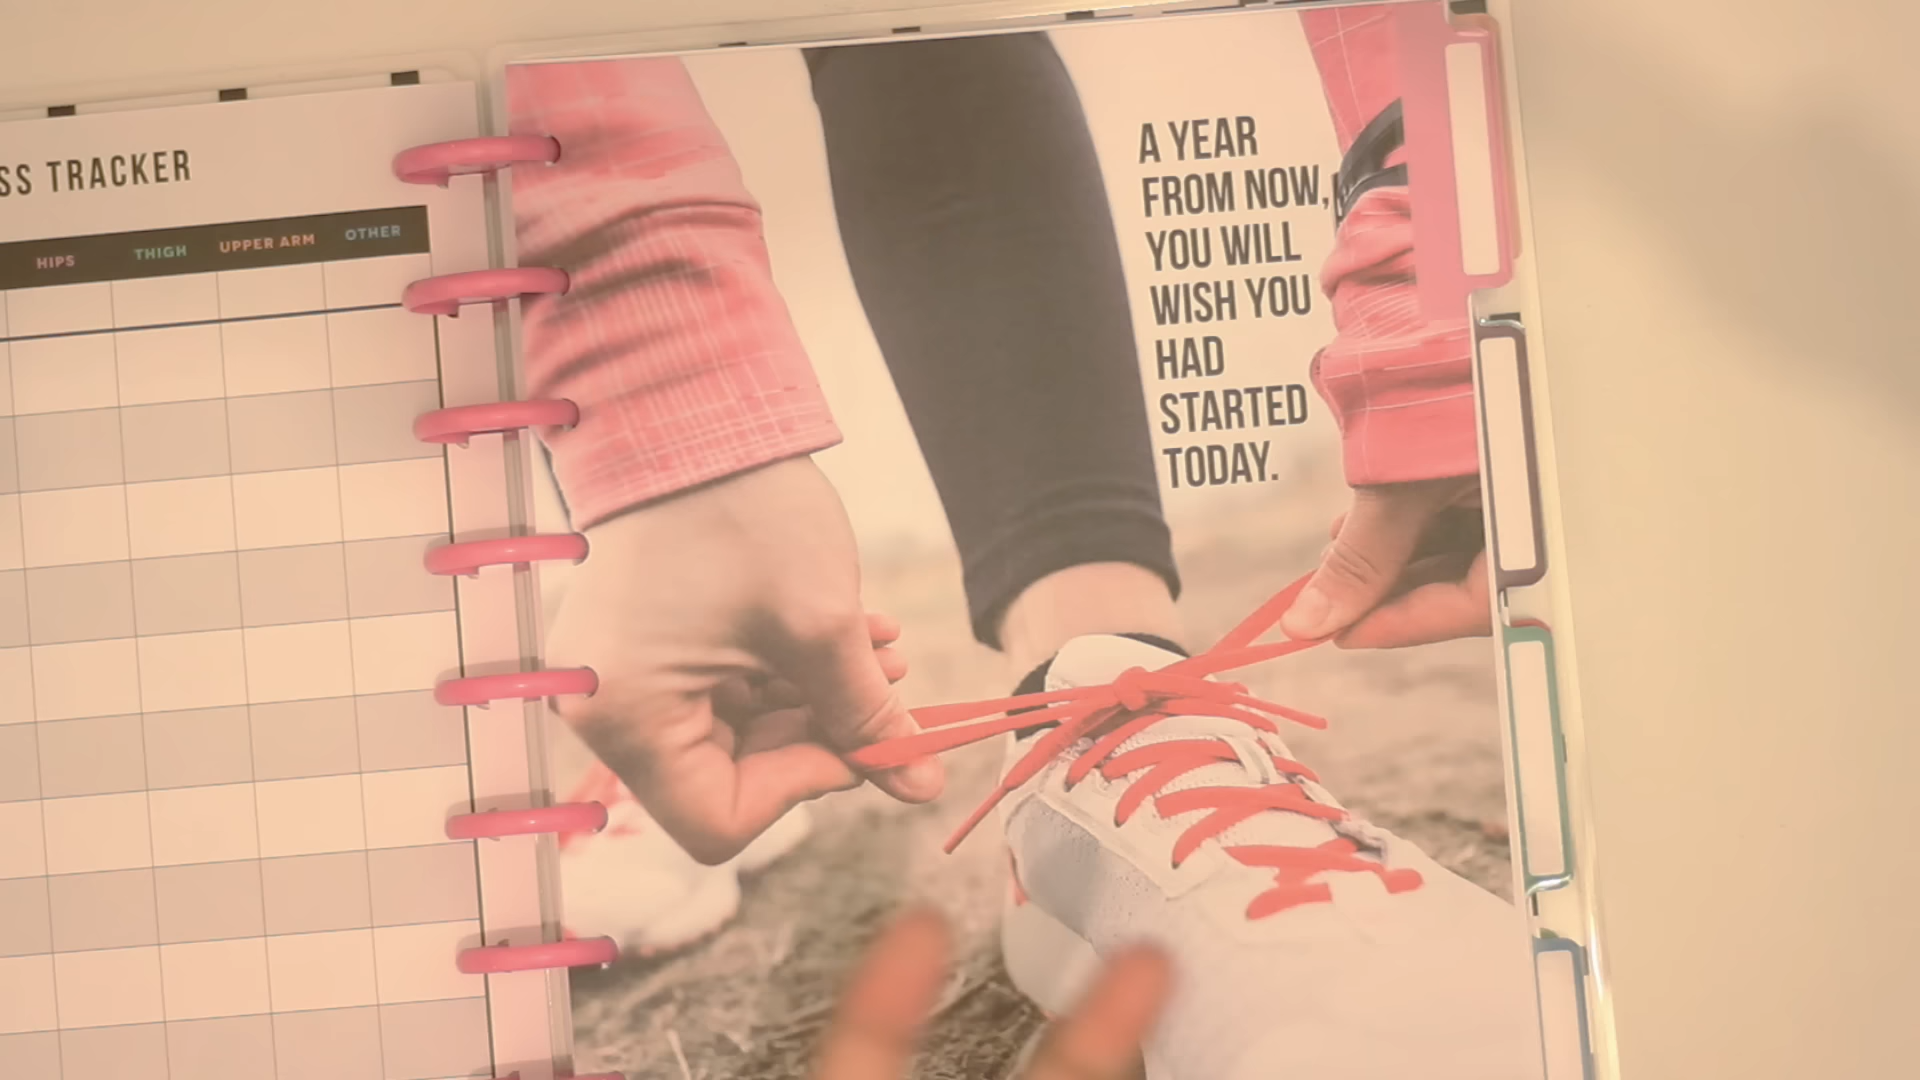 SS TRACKER
HIPS THIGH UPPER ARM OTHER
A YEAR
FROM NOW,
YOU WILL
WISH YOU
HAD
STARTED
TODAY.